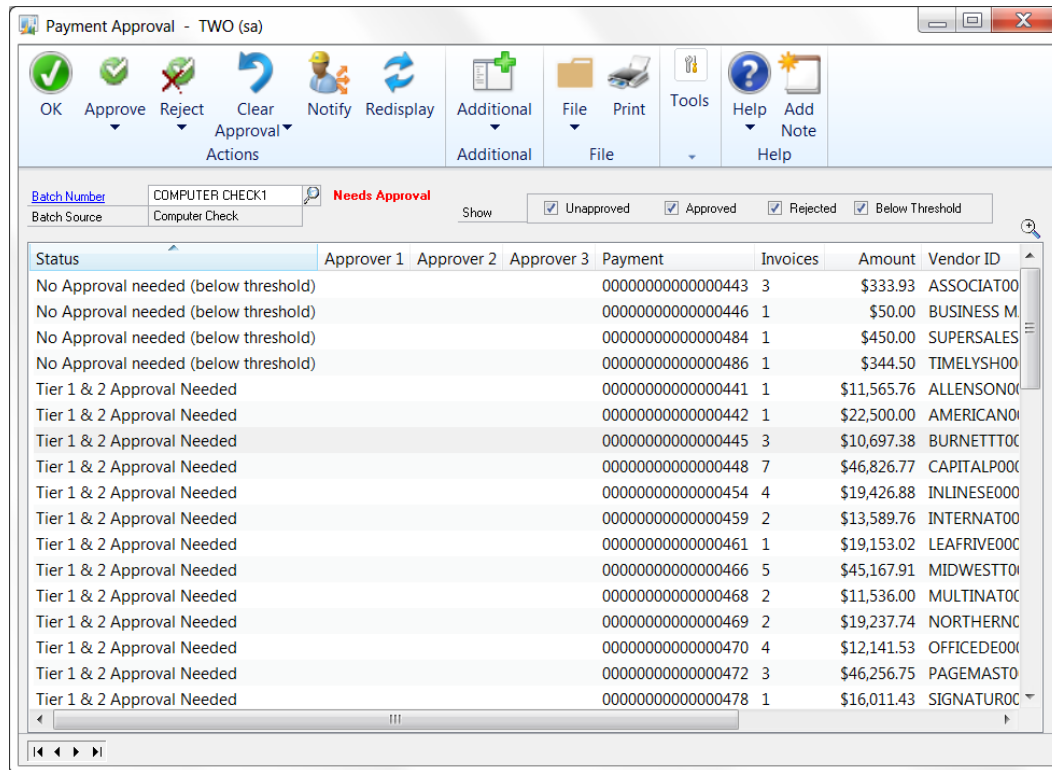 Payment Approval - TWO (sa)
OK Approve Reject Clear Approval Notify Redisplay Additional File Print Tools Help Add Note
Actions Additional File Help
Batch Number COMPUTER CHECK1 Needs Approval
Batch Source Computer Check Show Unapproved Approved Rejected Below Threshold
Status Approver 1 Approver 2 Approver 3 Payment Invoices Amount Vendor ID
No Approval needed (below threshold) 00000000000000443 3 $333.93 ASSOCIAT00
No Approval needed (below threshold) 00000000000000446 1 $50.00 BUSINESS M
No Approval needed (below threshold) 00000000000000484 1 $450.00 SUPERSALES
No Approval needed (below threshold) 00000000000000486 1 $344.50 TIMELYSH00
Tier 1 & 2 Approval Needed 00000000000000441 1 $11,565.76 ALLENSON00
Tier 1 & 2 Approval Needed 00000000000000442 1 $22,500.00 AMERICAN0
Tier 1 & 2 Approval Needed 00000000000000445 3 $10,697.38 BURNETTT00
Tier 1 & 2 Approval Needed 00000000000000448 7 $46,826.77 CAPITALP000
Tier 1 & 2 Approval Needed 00000000000000454 4 $19,426.88 INLINESE000
Tier 1 & 2 Approval Needed 00000000000000459 2 $13,589.76 INTERNAT00
Tier 1 & 2 Approval Needed 00000000000000461 1 $19,153.02 LEAFRIVE000
Tier 1 & 2 Approval Needed 00000000000000466 5 $45,167.91 MIDWESTT0
Tier 1 & 2 Approval Needed 00000000000000468 2 $11,536.00 MULTINAT00
Tier 1 & 2 Approval Needed 00000000000000469 2 $19,237.74 NORTHERN0
Tier 1 & 2 Approval Needed 00000000000000470 4 $12,141.53 OFFICEDE000
Tier 1 & 2 Approval Needed 00000000000000472 3 $46,256.75 PAGEMAST0
Tier 1 & 2 Approval Needed 00000000000000478 1 $16,011.43 SIGNATUR00